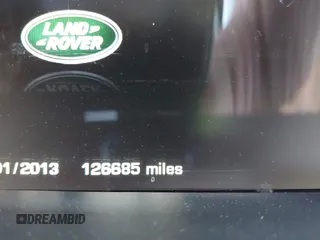 LAND
ROVER
01/2013 126685 miles
DREAMBID